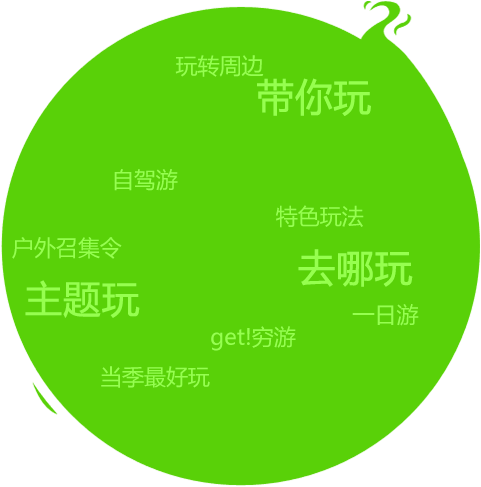 玩转周边
带你玩
自驾游
特色玩法
户外召集令
去哪玩
主题玩
一日游
get!穷游
当季最好玩